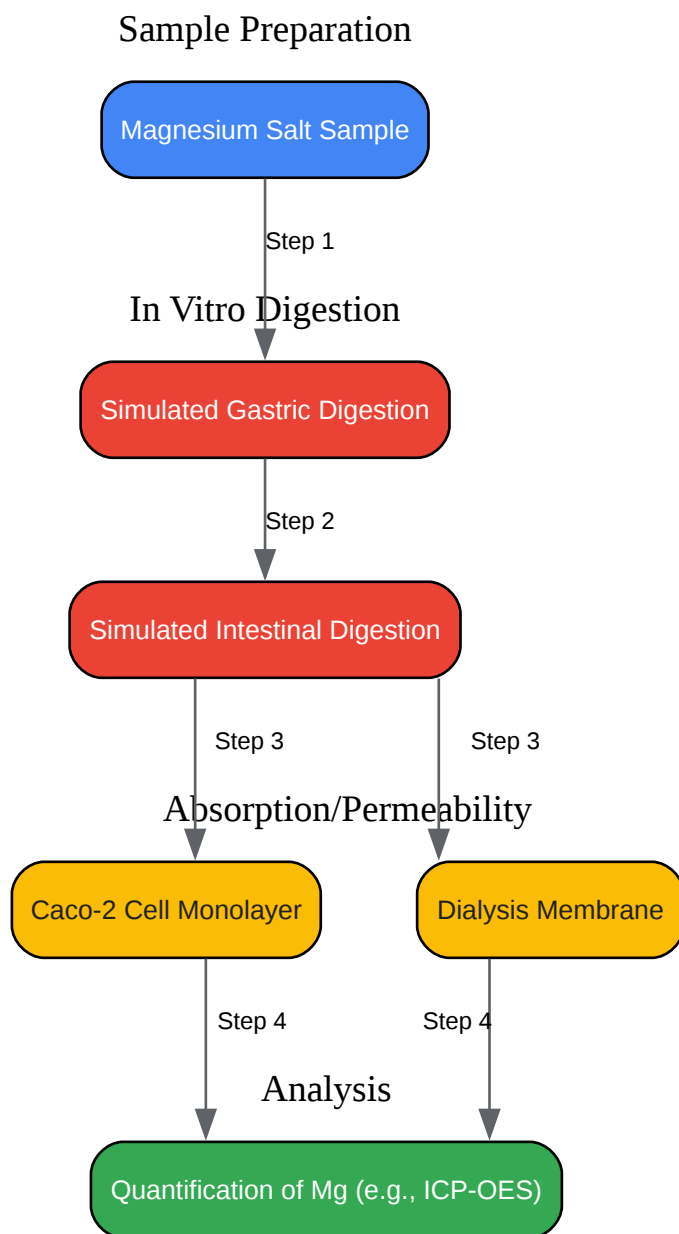 Sample Preparation
Magnesium Salt Sample
Step 1
In Vitro Digestion
Simulated Gastric Digestion
Step 2
Simulated Intestinal Digestion
Step 3
Step 3
Absorption/Permeability
Caco-2 Cell Monolayer
Dialysis Membrane
Step 4
Step 4
Analysis
Quantification of Mg (e.g., ICP-OES)